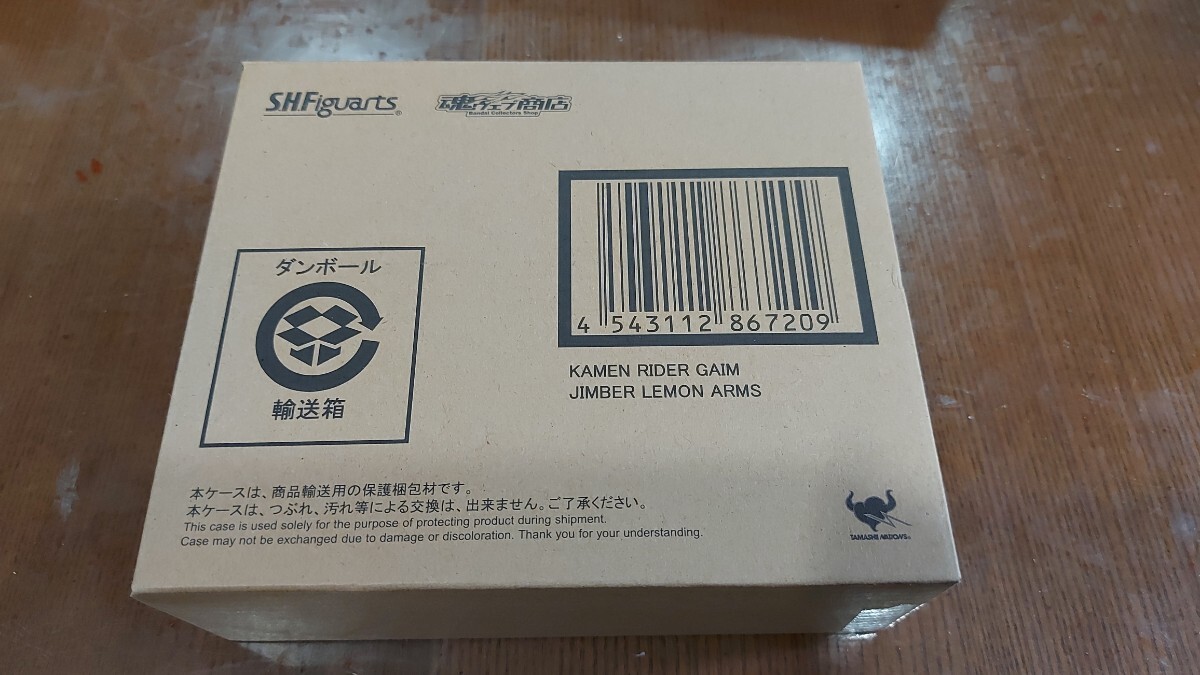 S.H.Figuarts
魂ウェブ商店
Bandai Collectors Shop
4 543112 867209
KAMEN RIDER GAIM
JIMBER LEMON ARMS
ダンボール
輸送箱
本ケースは、商品輸送用の保護梱包材です。
本ケースは、つぶれ、汚れ等による交換は、出来ません。ご了承ください。
This case is used solely for the purpose of protecting product during shipment.
Case may not be exchanged due to damage or discoloration. Thank you for your understanding.
TAMASHII NATIONS